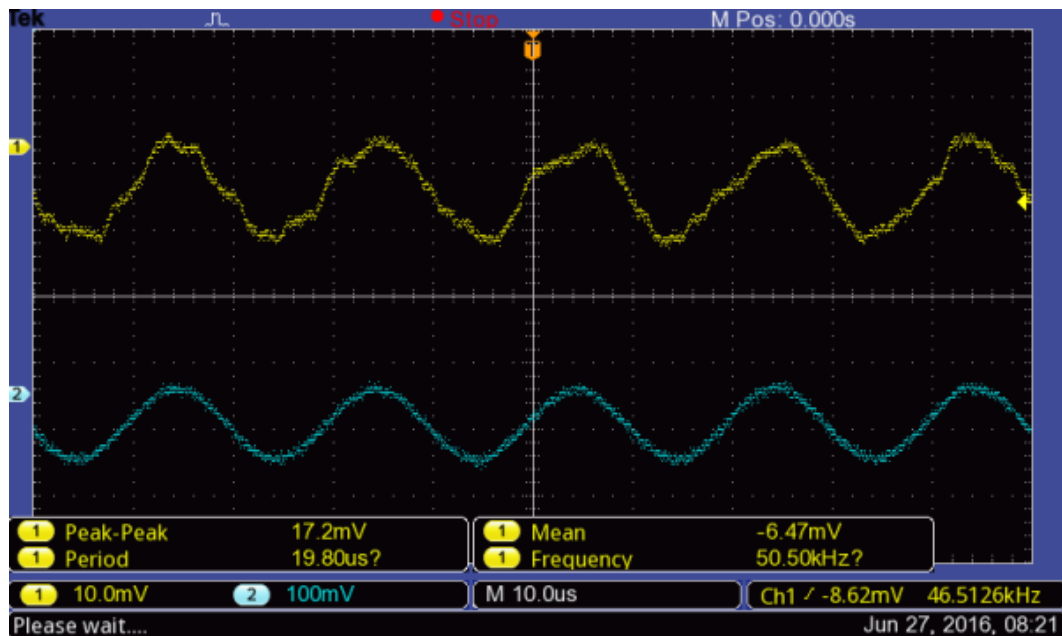 Tek Stop M Pos: 0.000s
T
1
2
1 Peak-Peak 17.2mV 1 Mean -6.47mV
1 Period 19.80us? 1 Frequency 50.50kHz?
1 10.0mV 2 100mV M 10.0us Ch1 / -8.62mV 46.5126kHz
Please wait.... Jun 27, 2016, 08:21